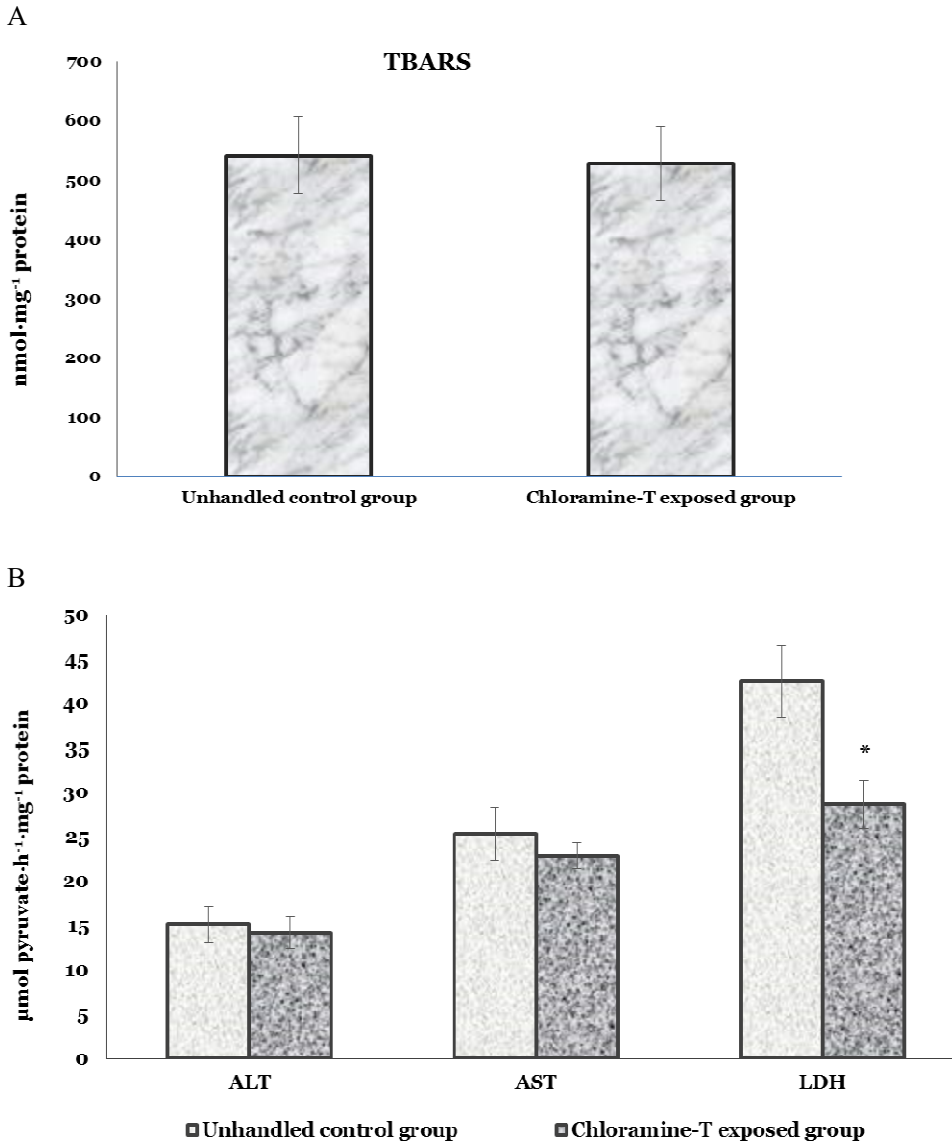 A
TBARS
700
600
500
400
300
200
100
0
nmol·mg⁻¹ protein
Unhandled control group Chloramine-T exposed group
B
50
45
40
35
30
25
20
15
10
5
0
µmol pyruvate·h⁻¹·mg⁻¹ protein
*
ALT AST LDH
Unhandled control group Chloramine-T exposed group